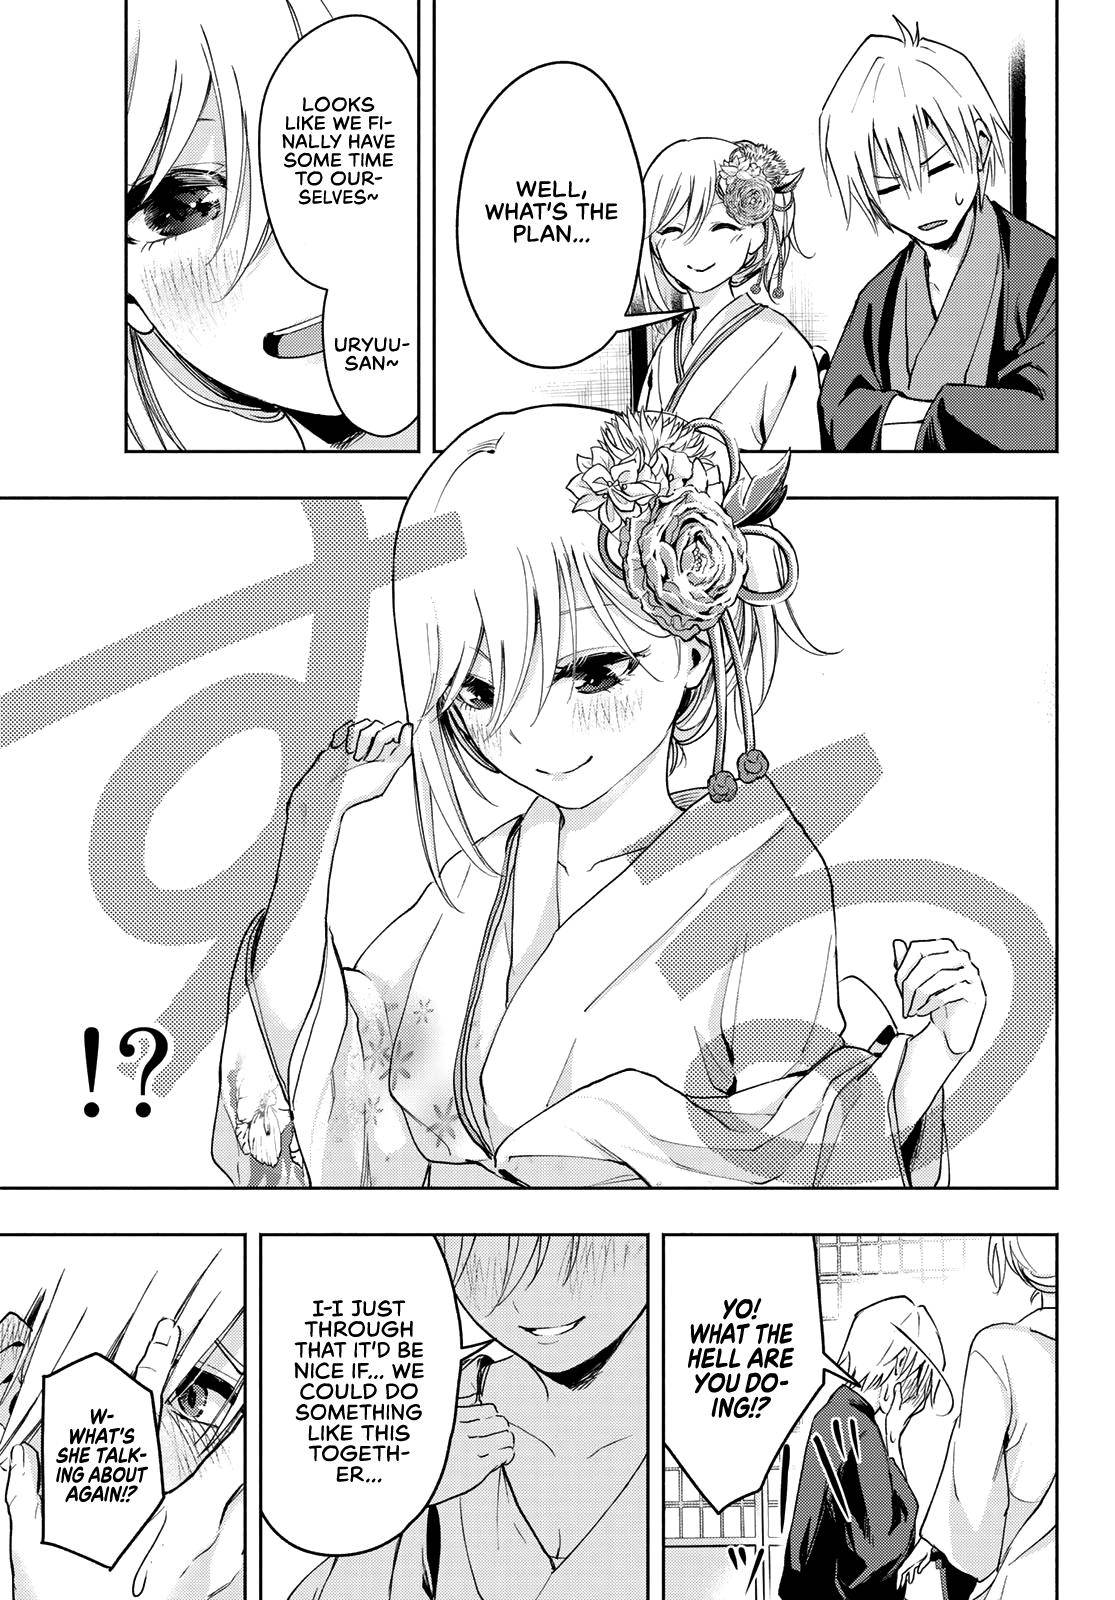 WELL,
WHAT'S THE
PLAN...
LOOKS
LIKE WE FI-
NALLY HAVE
SOME TIME
TO OUR-
SELVES~
URYUU-
SAN~
する
!?
YO!
WHAT THE
HELL ARE
YOU DO-
ING!?
I-I JUST
THROUGH
THAT IT'D BE
NICE IF... WE
COULD DO
SOMETHING
LIKE THIS
TOGETH-
ER...
W-
WHAT'S
SHE TALK-
ING ABOUT
AGAIN!?